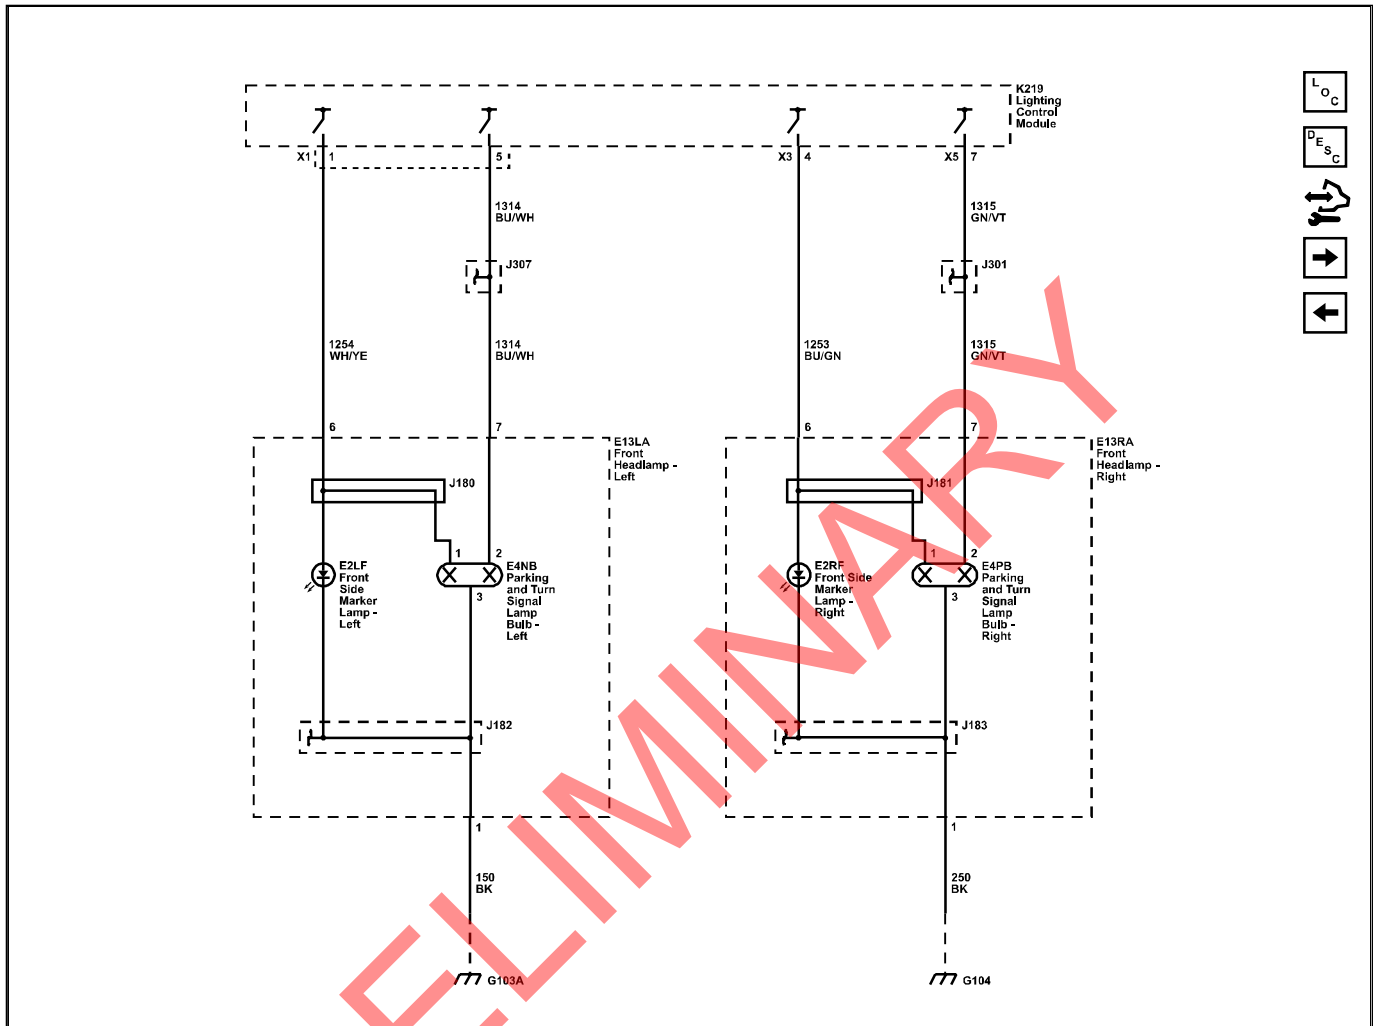 K219
Lighting
Control
Module
L
O
C
D
E
S
C
X1 1
5
X3 4
X5 7
1314
BU/WH
1315
GN/VT
J307
J301
1254
WH/YE
1314
BU/WH
1253
BU/GN
1315
GN/VT
6
7
6
7
E13LA
Front
Headlamp -
Left
E13RA
Front
Headlamp -
Right
J180
J181
1
2
1
2
E2LF
Front
Side
Marker
Lamp -
Left
E4NB
Parking
and Turn
Signal
Lamp
Bulb -
Left
3
E2RF
Front Side
Marker
Lamp -
Right
E4PB
Parking
and Turn
Signal
Lamp
Bulb -
Right
3
J182
J183
1
1
150
BK
250
BK
G103A
G104
ELIMINARY